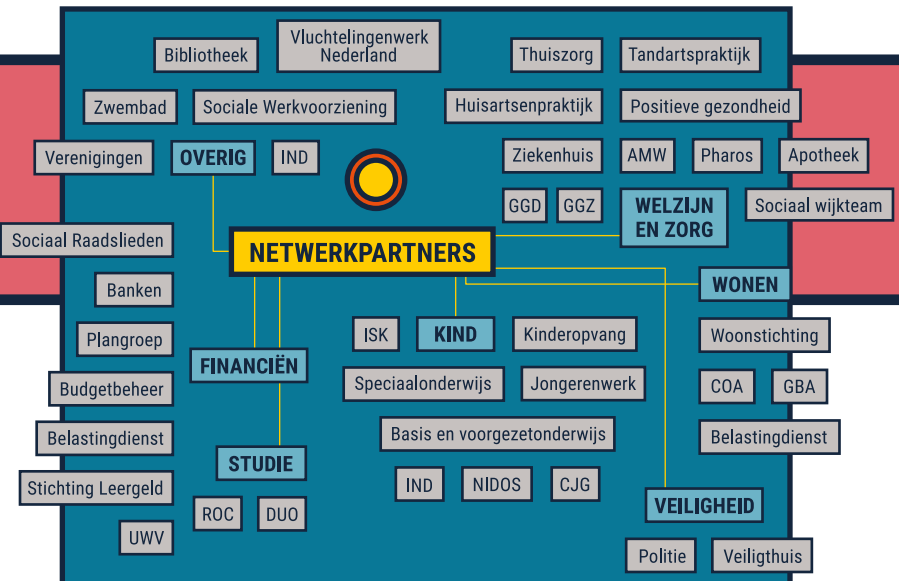 Vluchtelingenwerk
Nederland
Bibliotheek
Thuiszorg
Tandartspraktijk
Zwembad
Sociale Werkvoorziening
Huisartsenpraktijk
Positieve gezondheid
Verenigingen
OVERIG
IND
Ziekenhuis
AMW
Pharos
Apotheek
GGD
GGZ
WELZIJN
EN ZORG
Sociaal wijkteam
Sociaal Raadslieden
NETWERKPARTNERS
Banken
WONEN
Plangroep
ISK
KIND
Kinderopvang
Woonstichting
FINANCIËN
Budgetbeheer
Speciaalonderwijs
Jongerenwerk
COA
GBA
Belastingdienst
Basis en voorgezetonderwijs
Belastingdienst
STUDIE
Stichting Leergeld
IND
NIDOS
CJG
ROC
DUO
VEILIGHEID
UWV
Politie
Veiligthuis